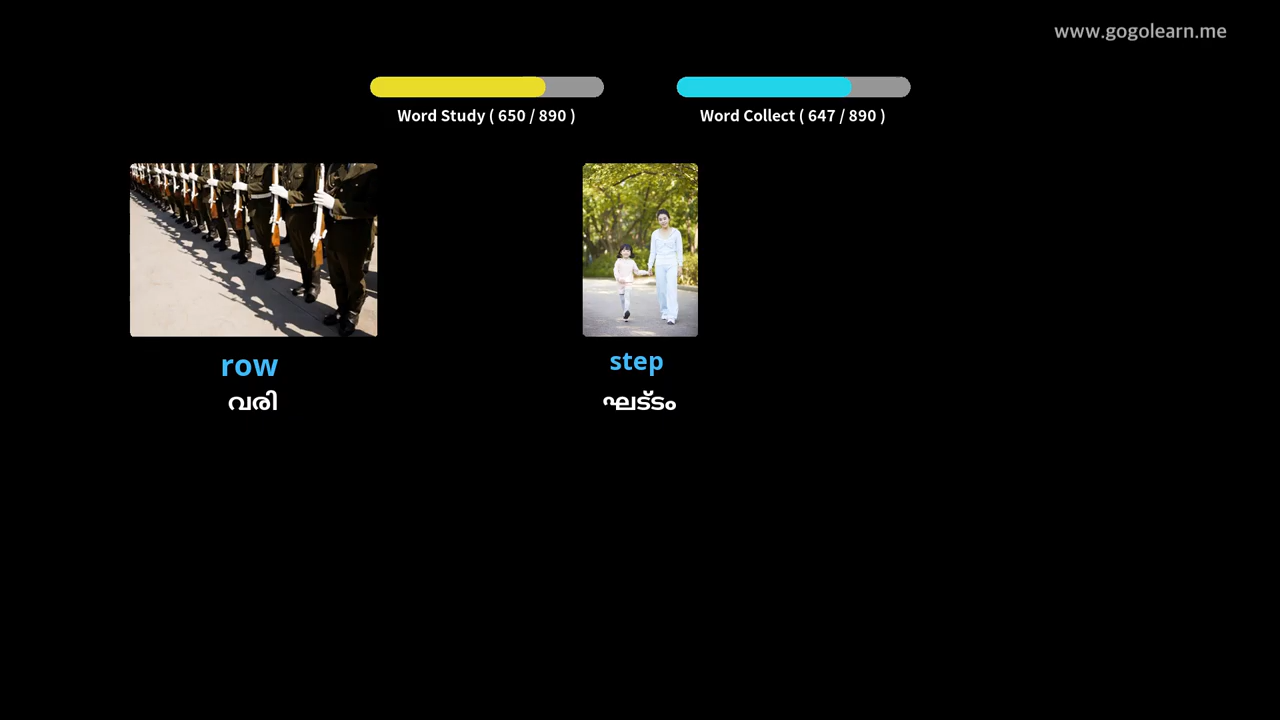 www.gogolearn.me
Word Study ( 650 / 890 )
Word Collect ( 647 / 890 )
row
വരി
step
ഘട്ടം